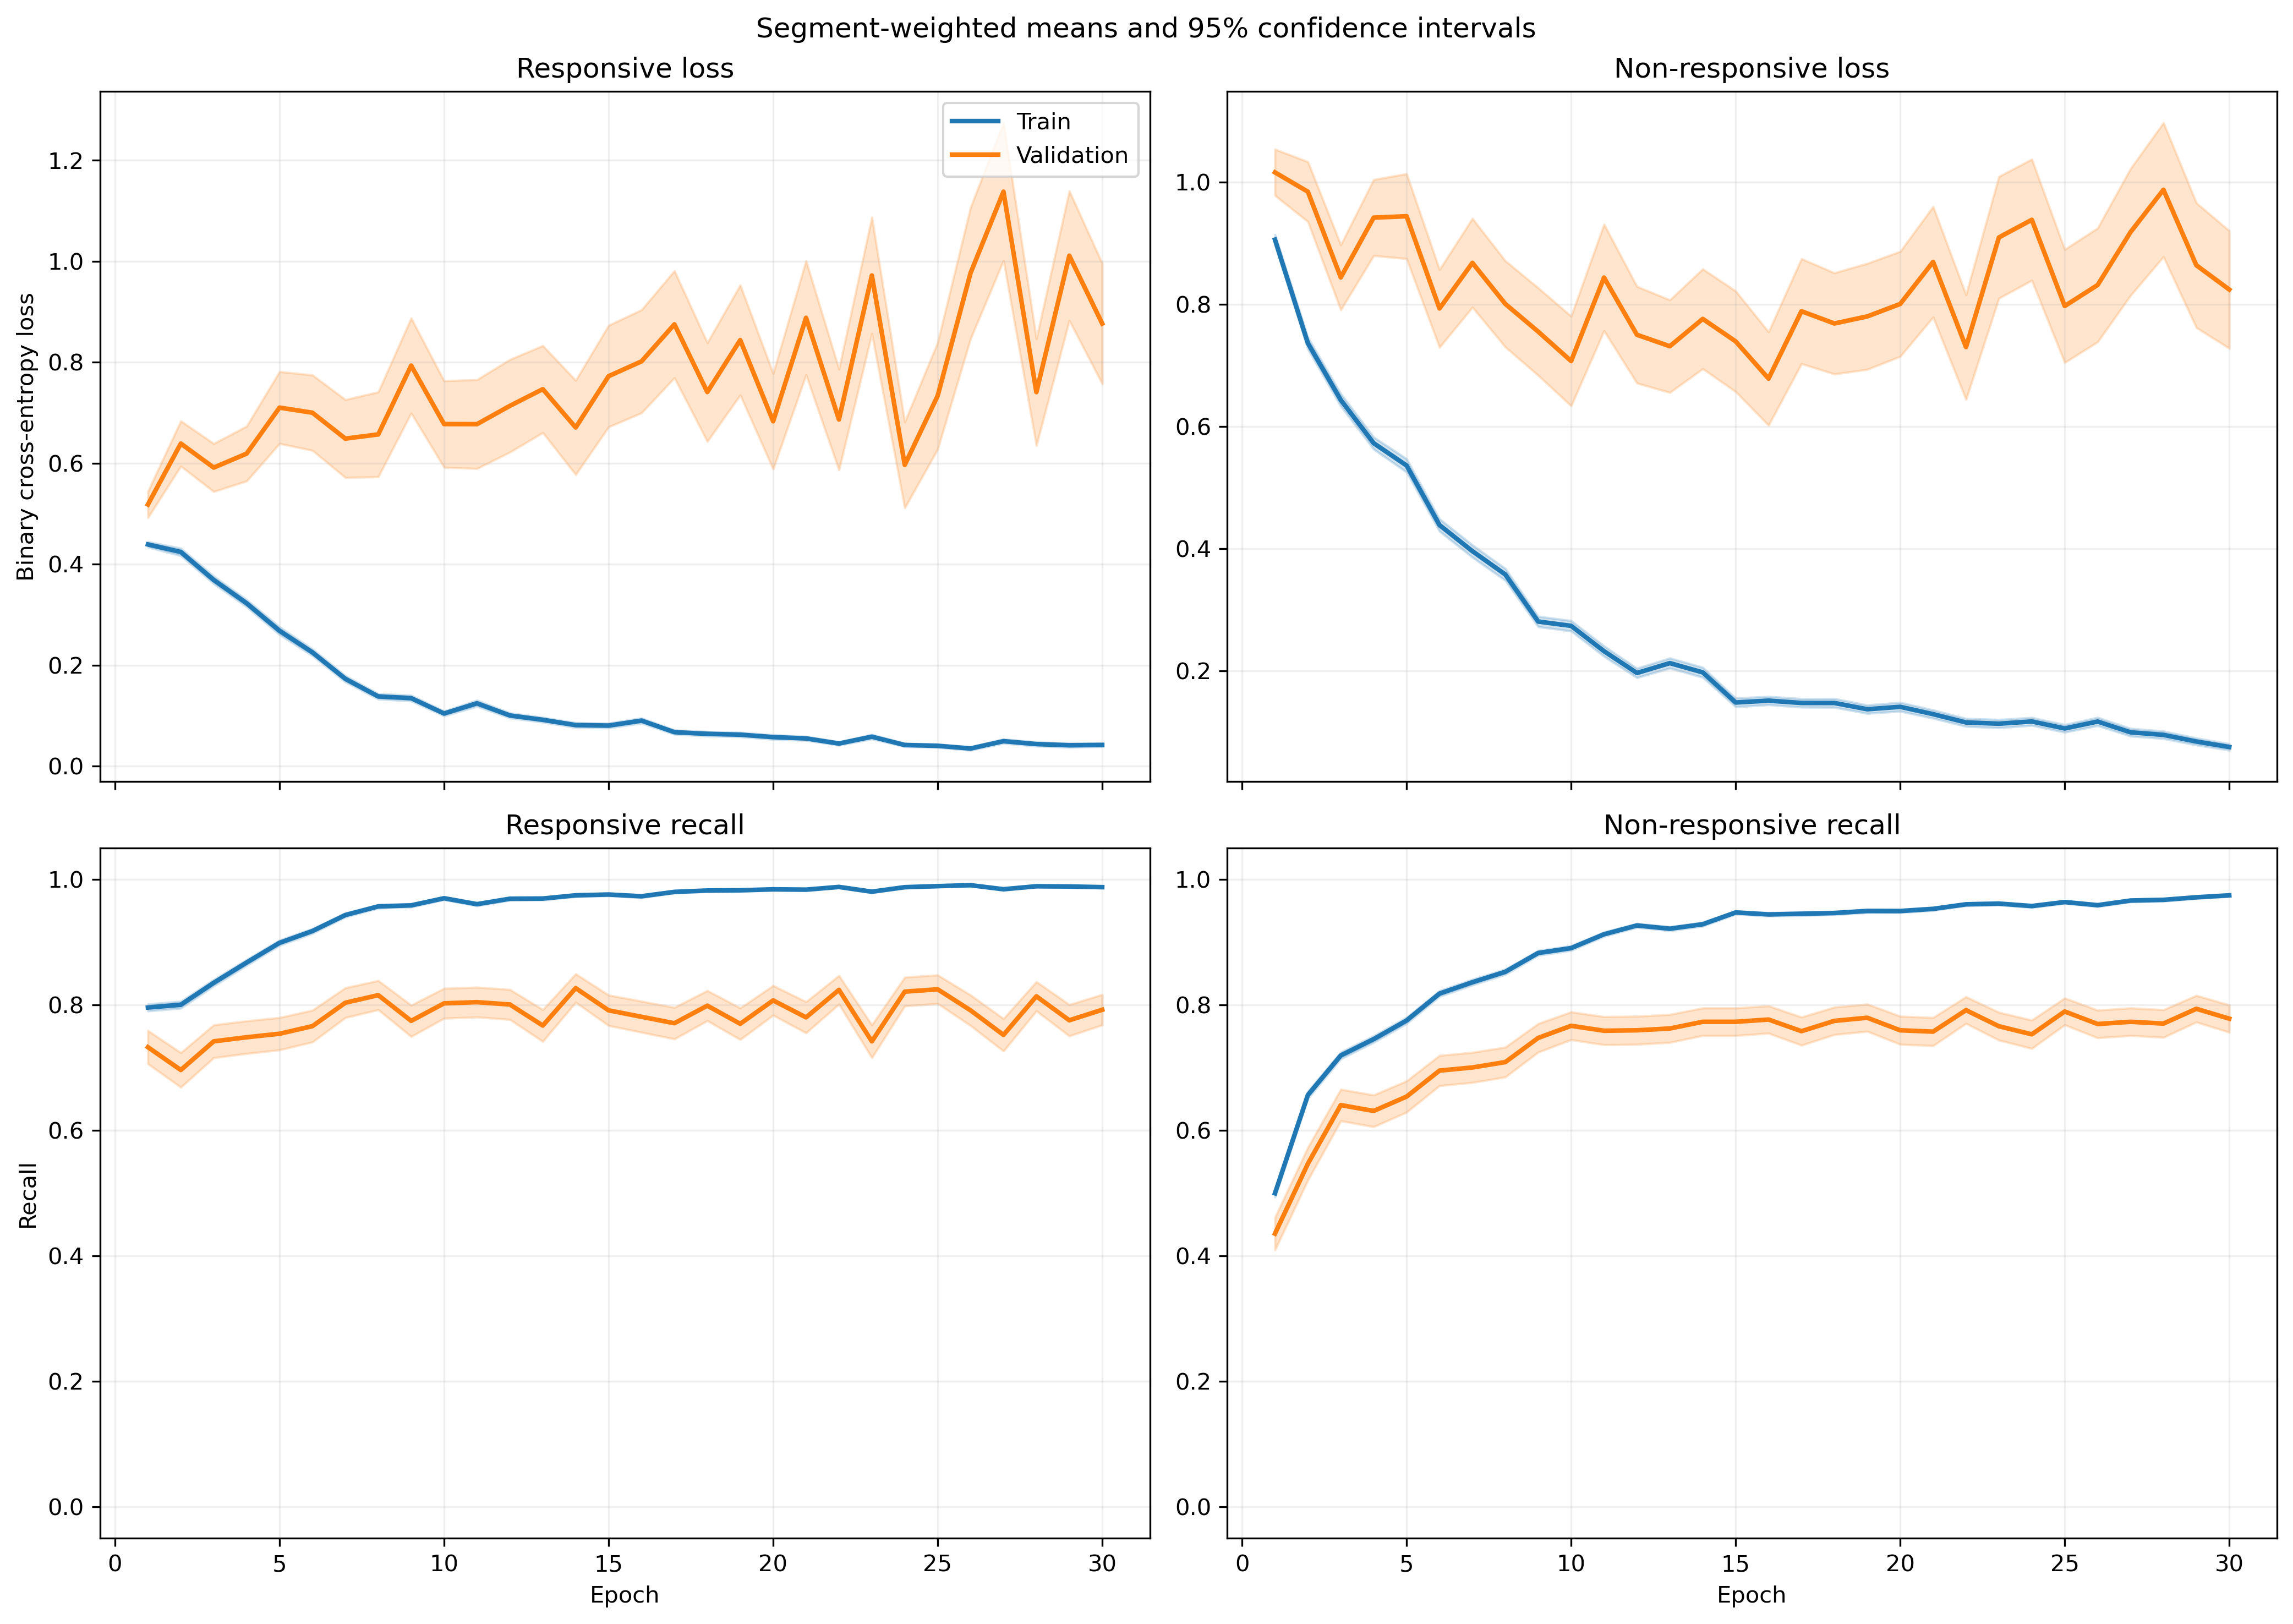 Segment-weighted means and 95% confidence intervals
Responsive loss
Non-responsive loss
Train
Validation
Binary cross-entropy loss
1.2
1.0
0.8
0.6
0.4
0.2
0.0
1.0
0.8
0.6
0.4
0.2
Responsive recall
Non-responsive recall
Recall
1.0
0.8
0.6
0.4
0.2
0.0
0 5 10 15 20 25 30
Epoch
1.0
0.8
0.6
0.4
0.2
0.0
0 5 10 15 20 25 30
Epoch